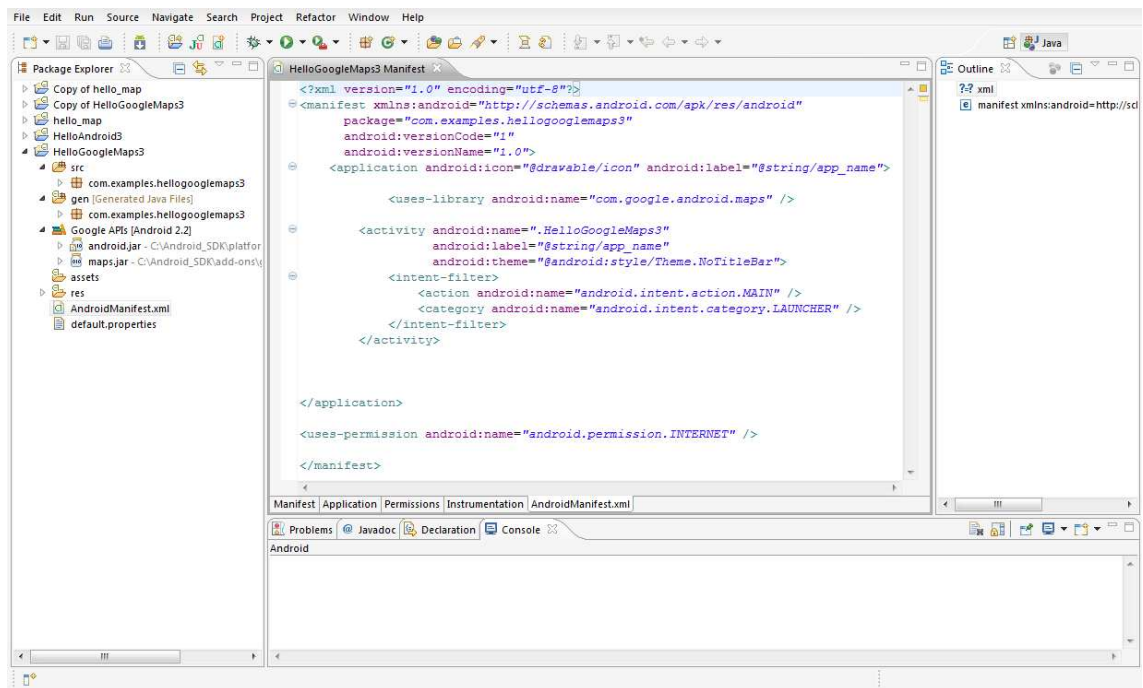 File Edit Run Source Navigate Search Project Refactor Window Help
Java
Package Explorer
Copy of hello_map
Copy of HelloGoogleMaps3
hello_map
HelloAndroid3
HelloGoogleMaps3
src
com.examples.hellogooglemaps3
gen [Generated Java Files]
com.examples.hellogooglemaps3
Google APIs [Android 2.2]
android.jar - C:\Android_SDK\platfor
maps.jar - C:\Android_SDK\add-ons\g
assets
res
AndroidManifest.xml
default.properties
HelloGoogleMaps3 Manifest
<?xml version="1.0" encoding="utf-8"?>
<manifest xmlns:android="http://schemas.android.com/apk/res/android"
package="com.examples.hellogooglemaps3"
android:versionCode="1"
android:versionName="1.0">
<application android:icon="@drawable/icon" android:label="@string/app_name">
<uses-library android:name="com.google.android.maps" />
<activity android:name=".HelloGoogleMaps3"
android:label="@string/app_name"
android:theme="@android:style/Theme.NoTitleBar">
<intent-filter>
<action android:name="android.intent.action.MAIN" />
<category android:name="android.intent.category.LAUNCHER" />
</intent-filter>
</activity>
</application>
<uses-permission android:name="android.permission.INTERNET" />
</manifest>
Manifest Application Permissions Instrumentation AndroidManifest.xml
Outline
?=? xml
e manifest xmlns:android=http://scl
Problems @ Javadoc Declaration Console
Android